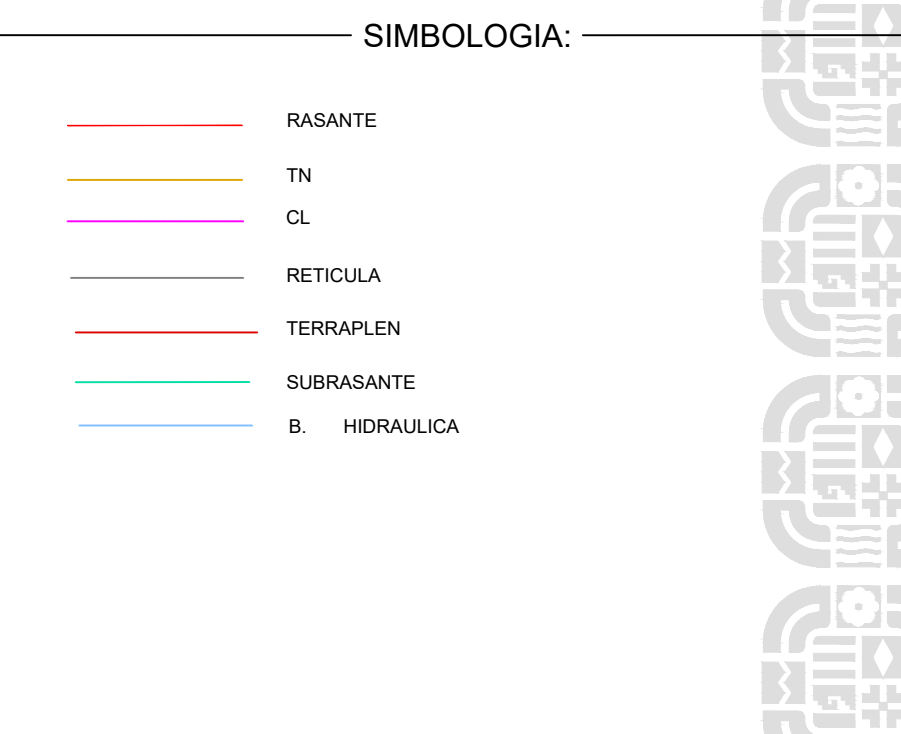 SIMBOLOGIA:
RASANTE
TN
CL
RETICULA
TERRAPLEN
SUBRASANTE
B. HIDRAULICA